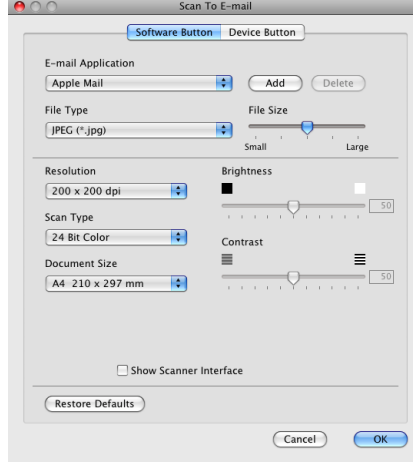 Scan To E-mail
Software Button Device Button
E-mail Application
Apple Mail Add Delete
File Type File Size
JPEG (*.jpg)
Small Large
Resolution Brightness
200 x 200 dpi
50
Scan Type
24 Bit Color Contrast
Document Size
A4 210 x 297 mm 50
Show Scanner Interface
Restore Defaults
Cancel OK